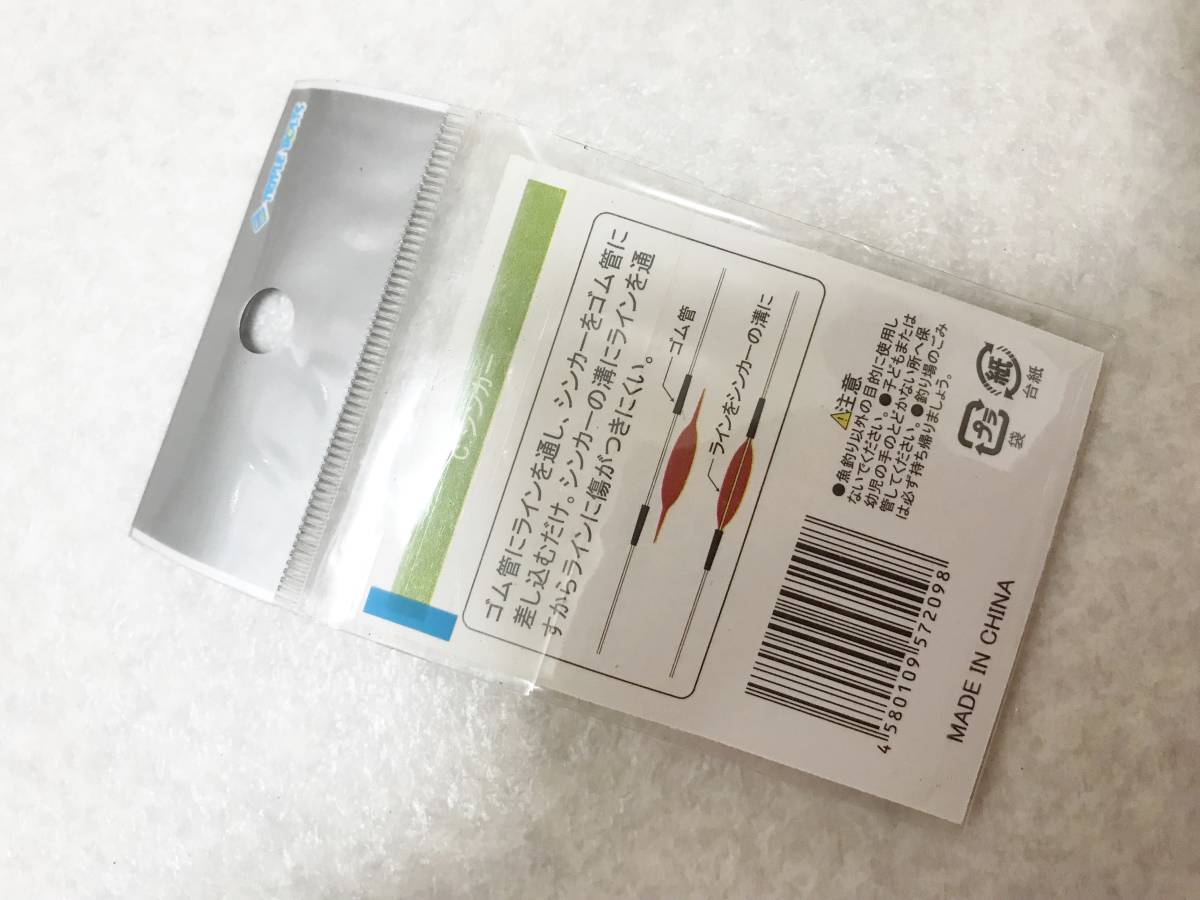 シンカー
ゴム管にラインを通し、シンカーをゴム管に
差し込むだけ。シンカーの溝にラインを通
すからラインに傷がつきにくい。
ゴム管
ラインをシンカーの溝に
注意
●魚釣り以外の目的に使用し
ないでください。●子どもまたは
幼児の手のとどかない所へ保
管してください。●釣り場のごみ
は必ず持ち帰りましょう。
プラ
袋
紙
台紙
4 580109 572098
MADE IN CHINA